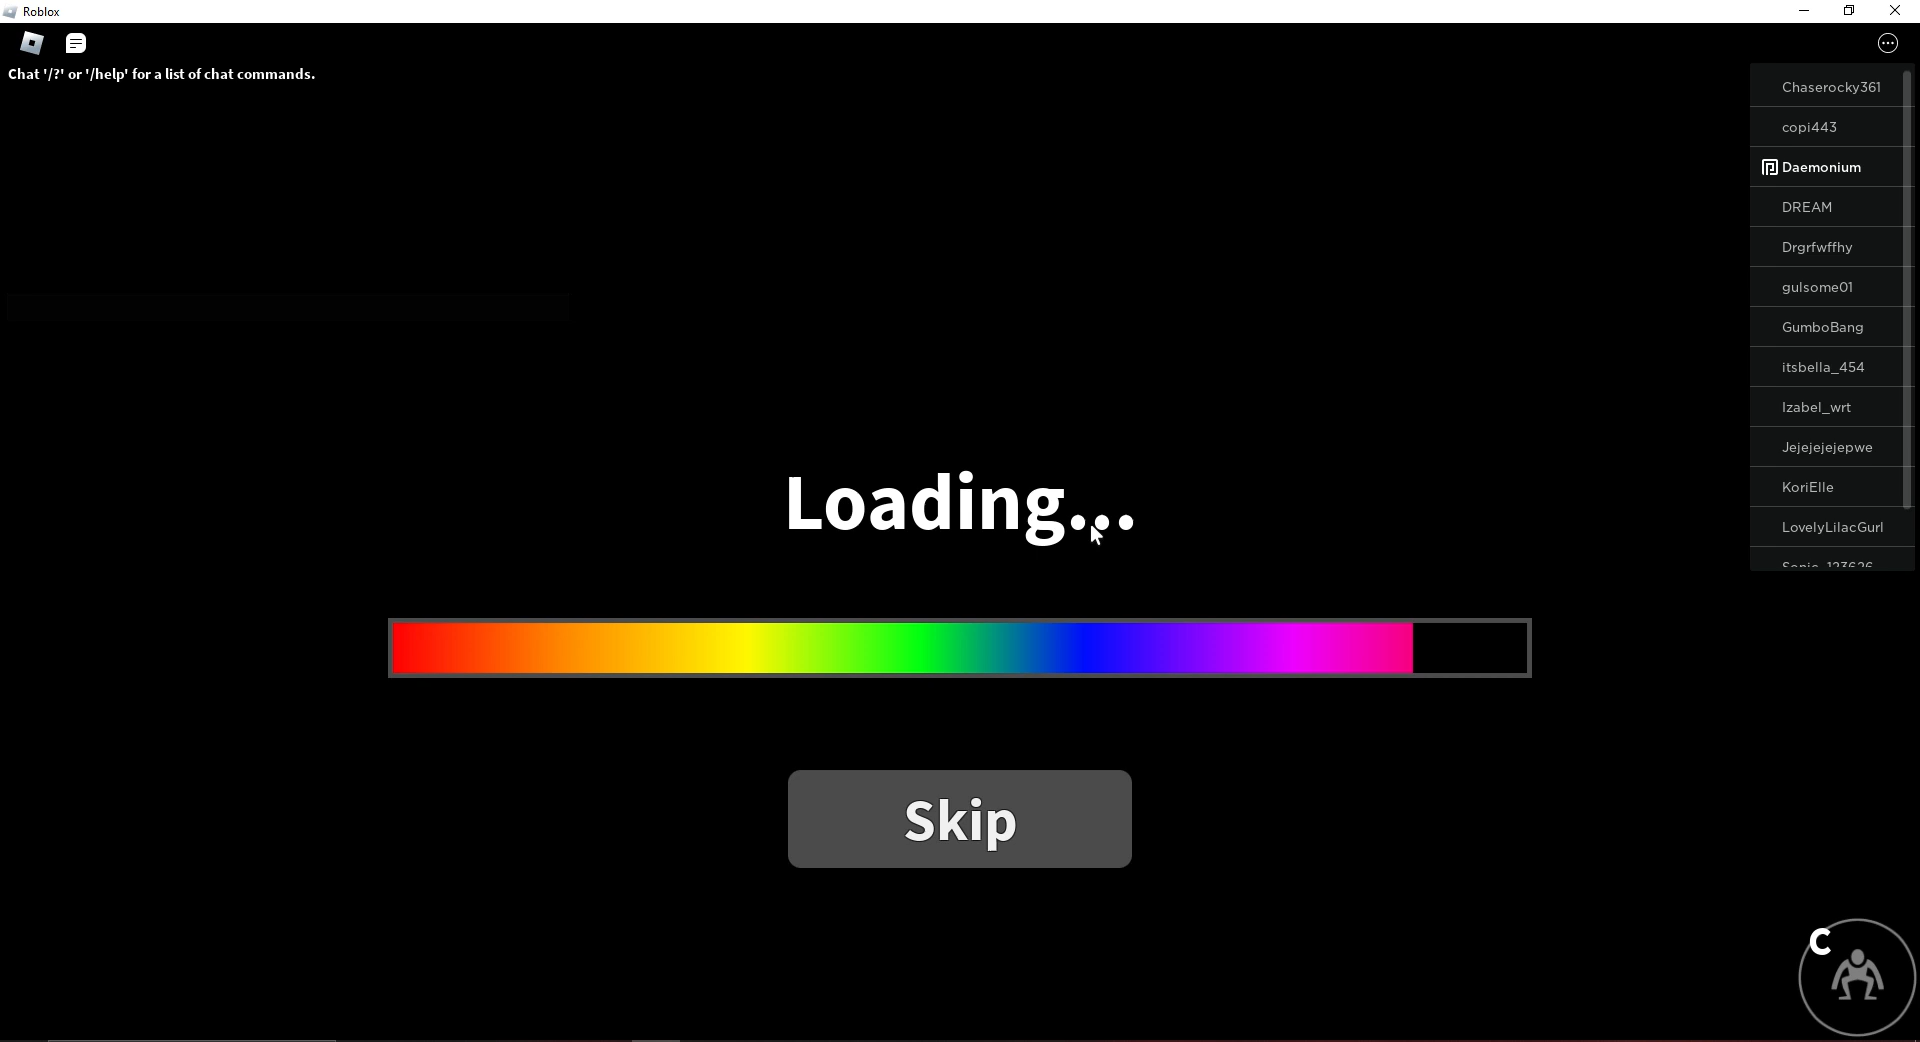 Roblox
Chat '/?' or '/help' for a list of chat commands.
Chaserocky361
copi443
Daemonium
DREAM
Drgrfwffhy
gulsome01
GumboBang
itsbella_454
Izabel_wrt
Jejejejejepwe
KoriElle
LovelyLilacGurl
Loading...
Skip
C